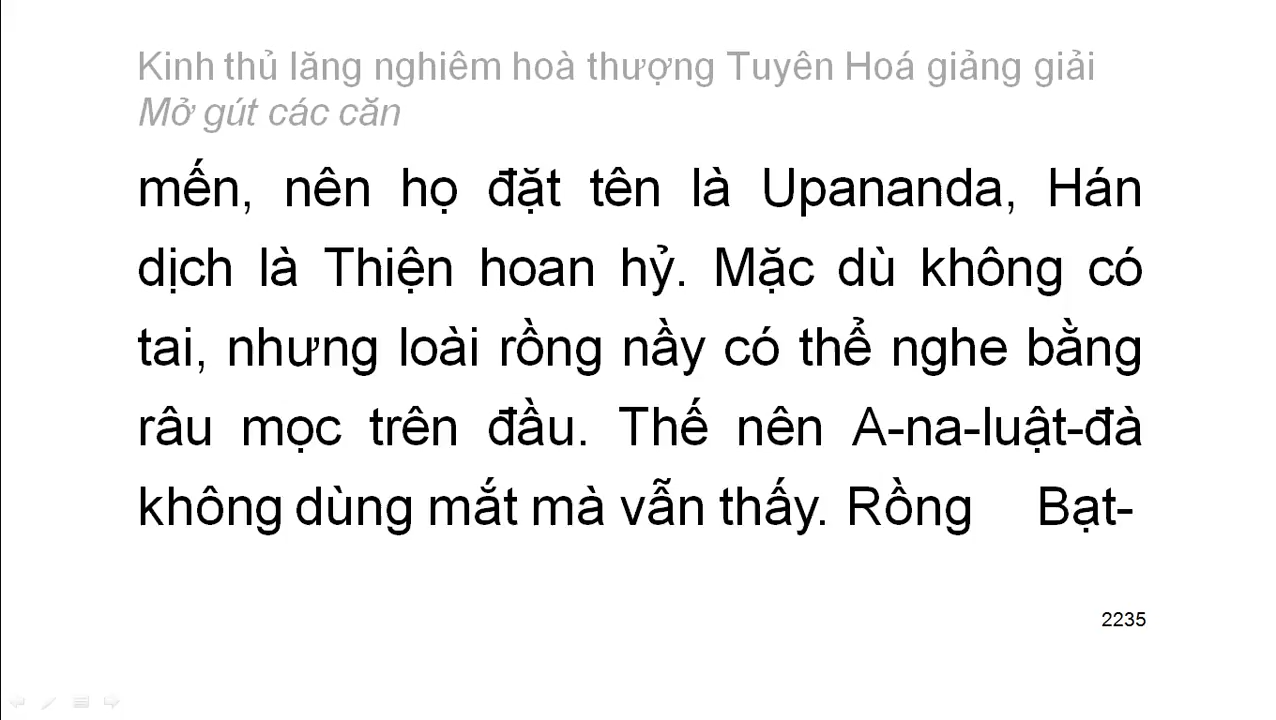 Kinh thủ lăng nghiêm hoà thượng Tuyên Hoá giảng giải
Mở gút các căn
mến, nên họ đặt tên là Upananda, Hán
dịch là Thiện hoan hỷ. Mặc dù không có
tai, nhưng loài rồng nầy có thể nghe bằng
râu mọc trên đầu. Thế nên A-na-luật-đà
không dùng mắt mà vẫn thấy. Rồng Bạt-
2235